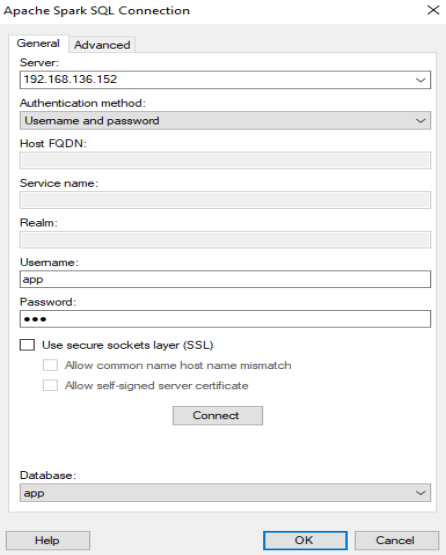 Apache Spark SQL Connection
General Advanced
Server:
192.168.136.152
Authentication method:
Username and password
Host FQDN:
Service name:
Realm:
Username:
app
Password:
●●●
Use secure sockets layer (SSL)
Allow common name host name mismatch
Allow self-signed server certificate
Connect
Database:
app
Help OK Cancel